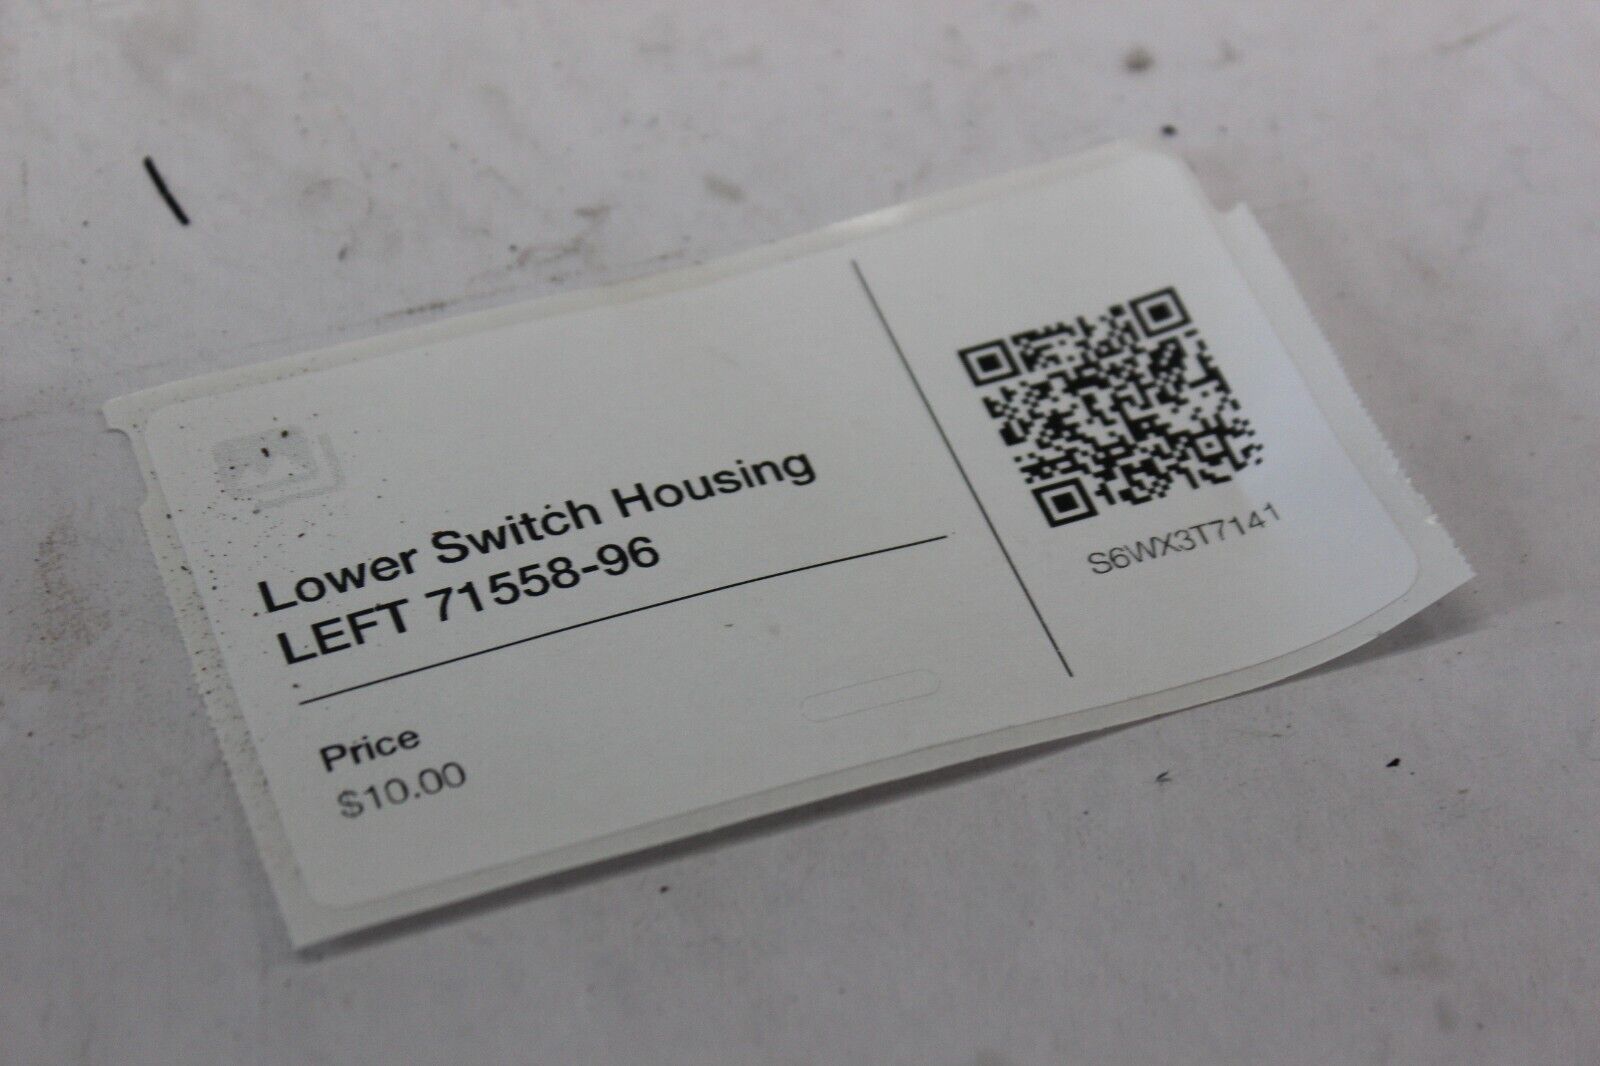 Lower Switch Housing
LEFT 71558-96
Price
$10.00
S6WX3T7141